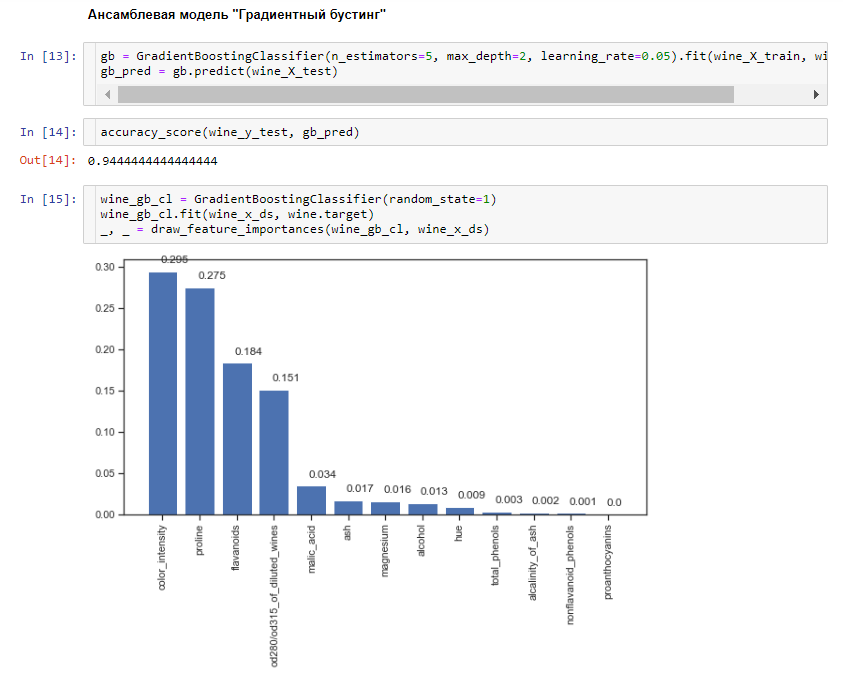 Ансамблевая модель "Градиентный бустинг"
In [13]:
gb = GradientBoostingClassifier(n_estimators=5, max_depth=2, learning_rate=0.05).fit(wine_X_train, wi
gb_pred = gb.predict(wine_X_test)
In [14]:
accuracy_score(wine_y_test, gb_pred)
Out[14]:
0.9444444444444444
In [15]:
wine_gb_cl = GradientBoostingClassifier(random_state=1)
wine_gb_cl.fit(wine_x_ds, wine.target)
_, _ = draw_feature_importances(wine_gb_cl, wine_x_ds)
0.30
0.25
0.20
0.15
0.10
0.05
0.00
0.295
0.275
0.184
0.151
0.034
0.017
0.016
0.013
0.009
0.003
0.002
0.001
0.0
color_intensity
proline
flavanoids
od280/od315_of_diluted_wines
malic_acid
ash
magnesium
alcohol
hue
total_phenols
alcalinity_of_ash
nonflavanoid_phenols
proanthocyanins